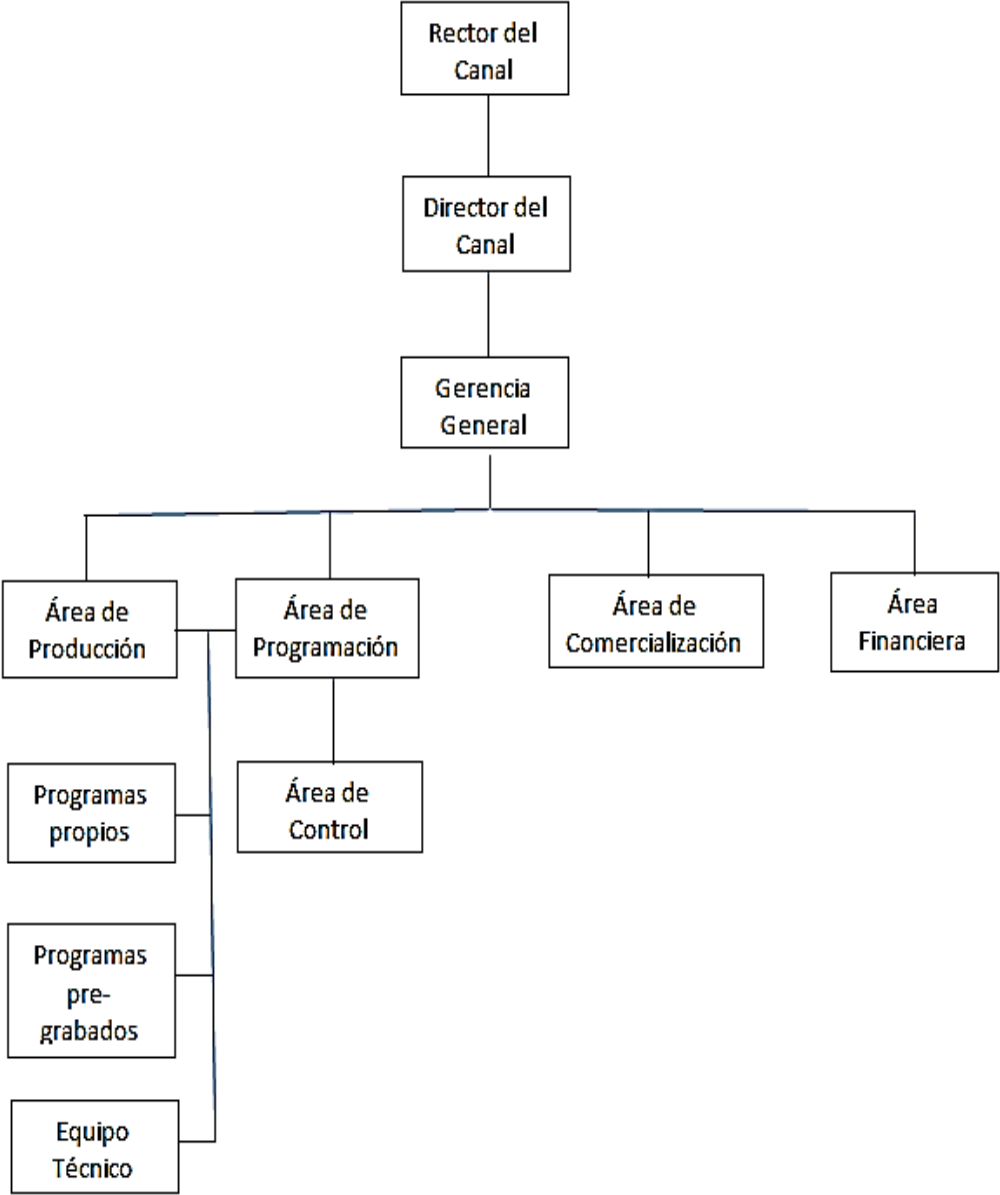 Rector del
Canal
Director del
Canal
Gerencia
General
Área de
Producción
Área de
Programación
Área de
Comercialización
Área
Financiera
Programas
propios
Área de
Control
Programas
pre-
grabados
Equipo
Técnico